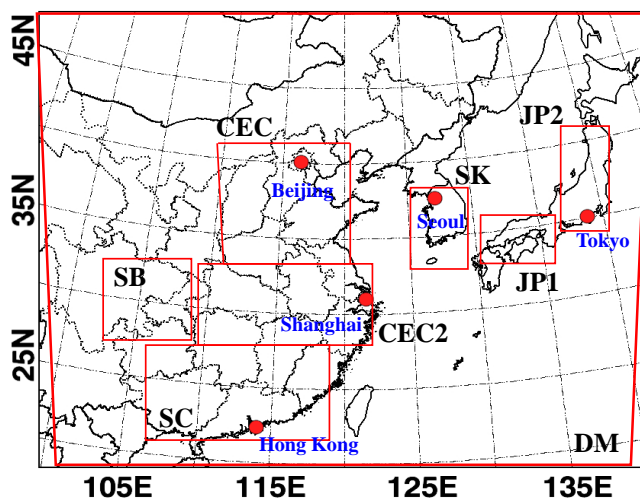 45N
35N
25N
CEC
JP2
Beijing
SK
Seoul
Tokyo
SB
JP1
Shanghai
CEC2
SC
Hong Kong
DM
105E
115E
125E
135E